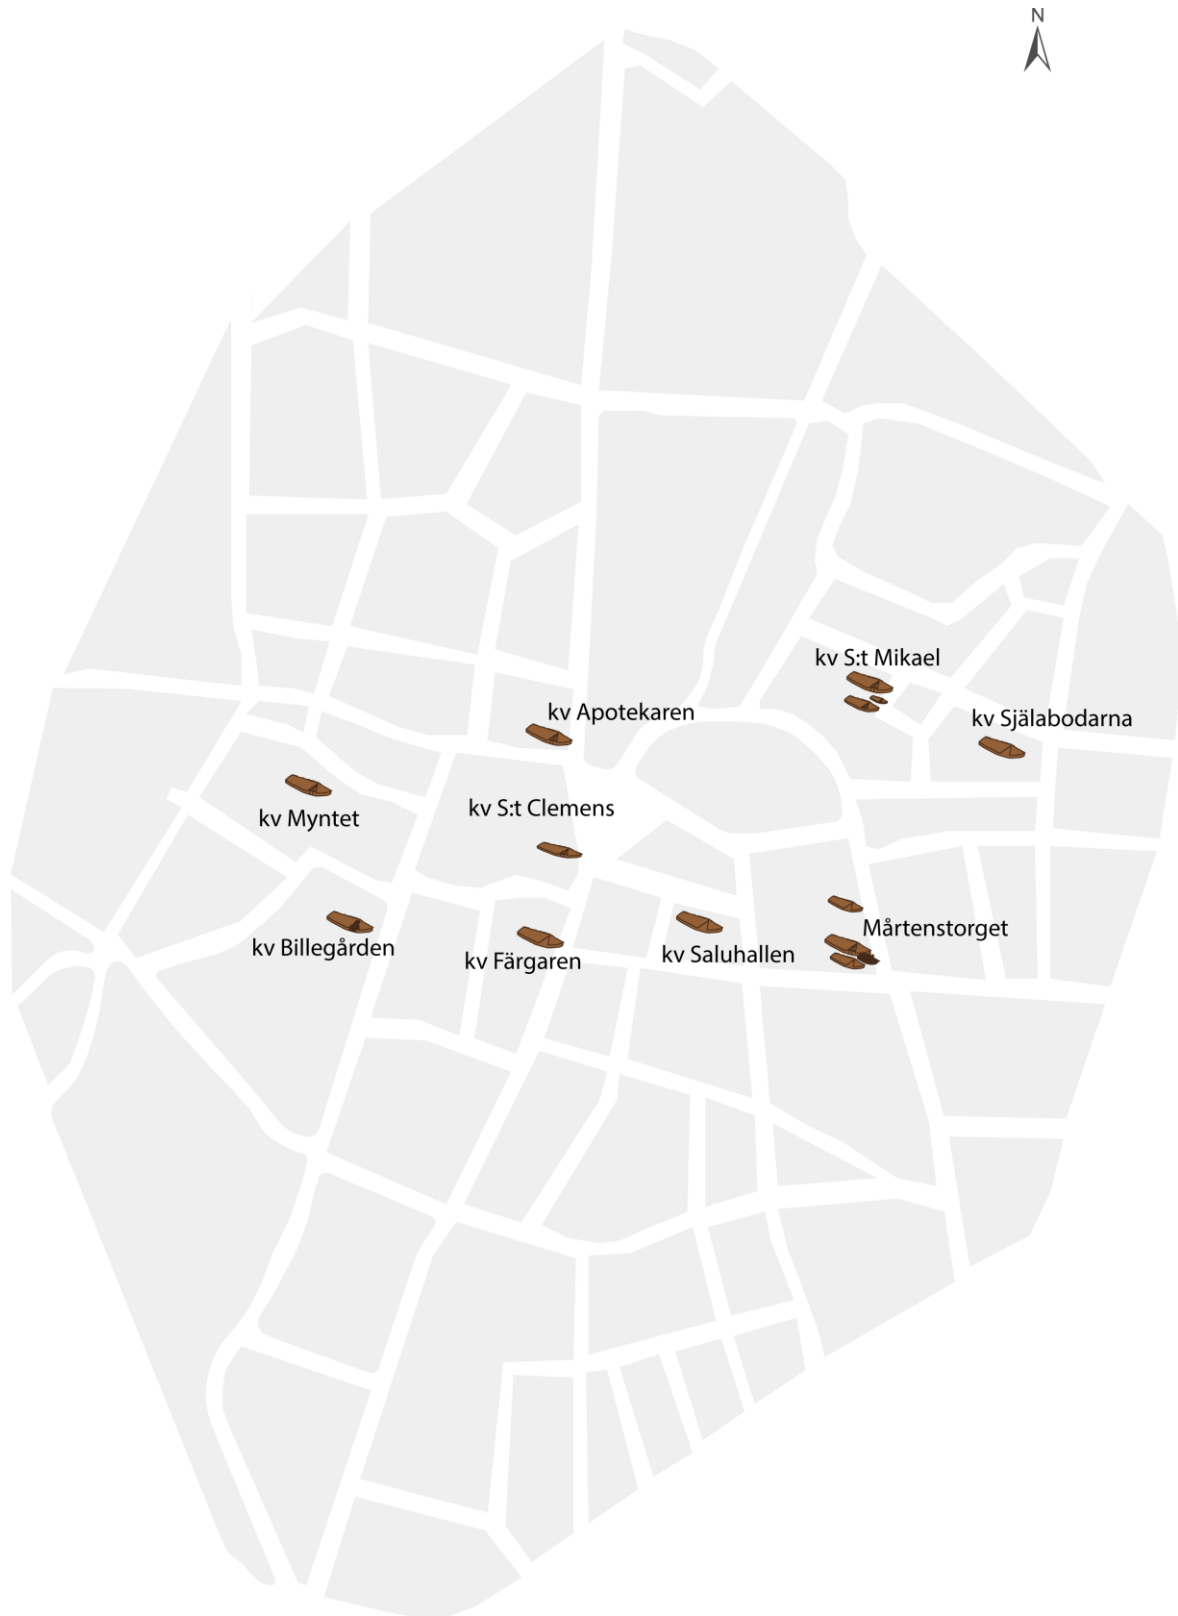 N
kv S:t Mikael
kv Apotekaren
kv Själabodarna
kv S:t Clemens
kv Myntet
Mårtenstorget
kv Billegården
kv Saluhallen
kv Färgaren